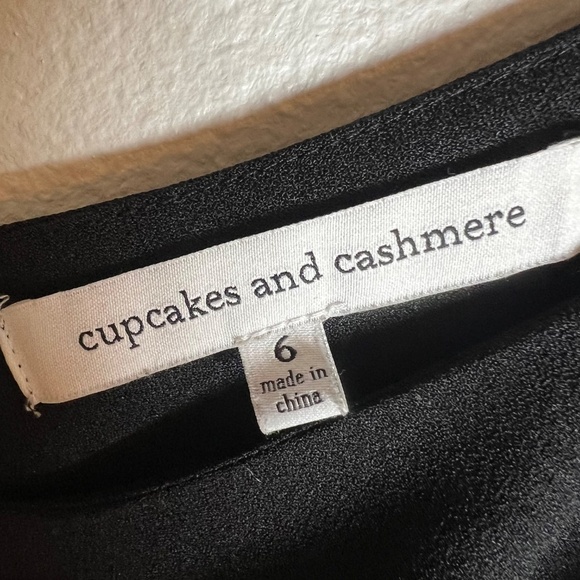 cupcakes and cashmere
6
made in
china